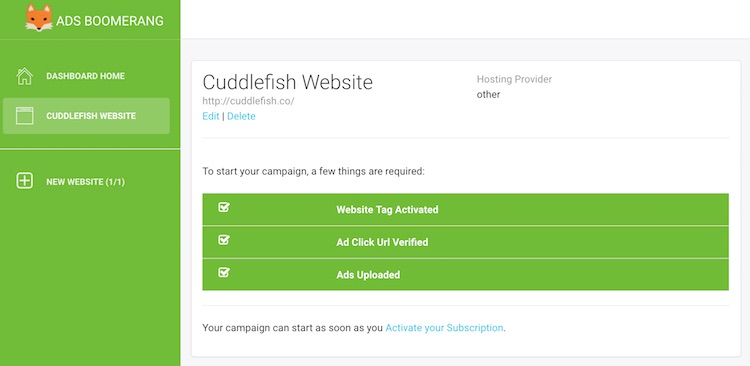 ADS BOOMERANG
DASHBOARD HOME
CUDDLEFISH WEBSITE
NEW WEBSITE (1/1)
Cuddlefish Website
http://cuddlefish.co/
Edit | Delete
Hosting Provider
other
To start your campaign, a few things are required:
Website Tag Activated
Ad Click Url Verified
Ads Uploaded
Your campaign can start as soon as you Activate your Subscription.